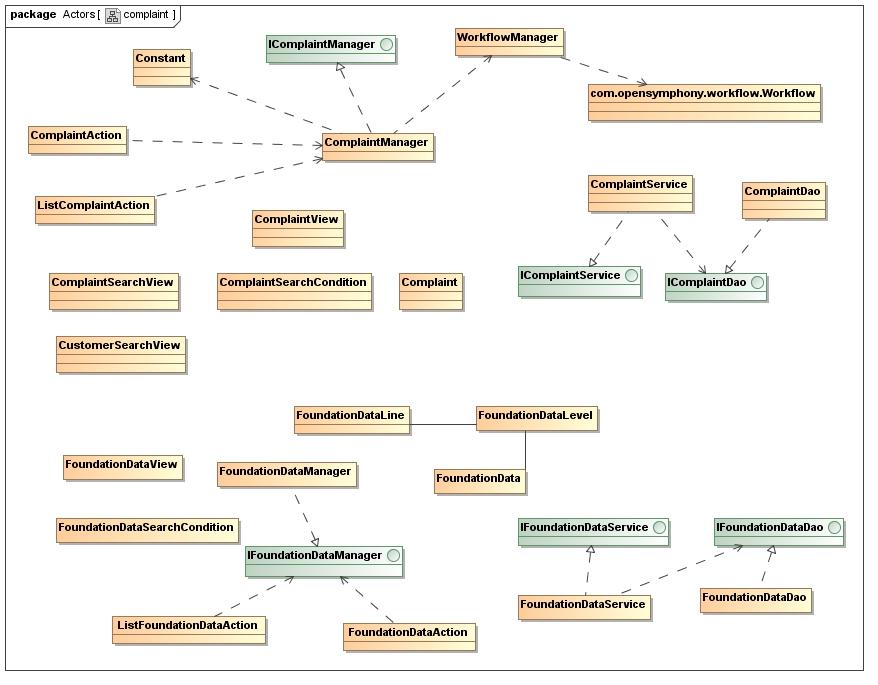 package Actors [ complaint ]
IComplaintManager
WorkflowManager
Constant
com.opensymphony.workflow.Workflow
ComplaintAction
ComplaintManager
ComplaintService
ComplaintDao
ListComplaintAction
ComplaintView
IComplaintService
IComplaintDao
ComplaintSearchView
ComplaintSearchCondition
Complaint
CustomerSearchView
FoundationDataLine
FoundationDataLevel
FoundationDataView
FoundationDataManager
FoundationData
FoundationDataSearchCondition
IFoundationDataService
IFoundationDataDao
IFoundationDataManager
FoundationDataService
FoundationDataDao
ListFoundationDataAction
FoundationDataAction